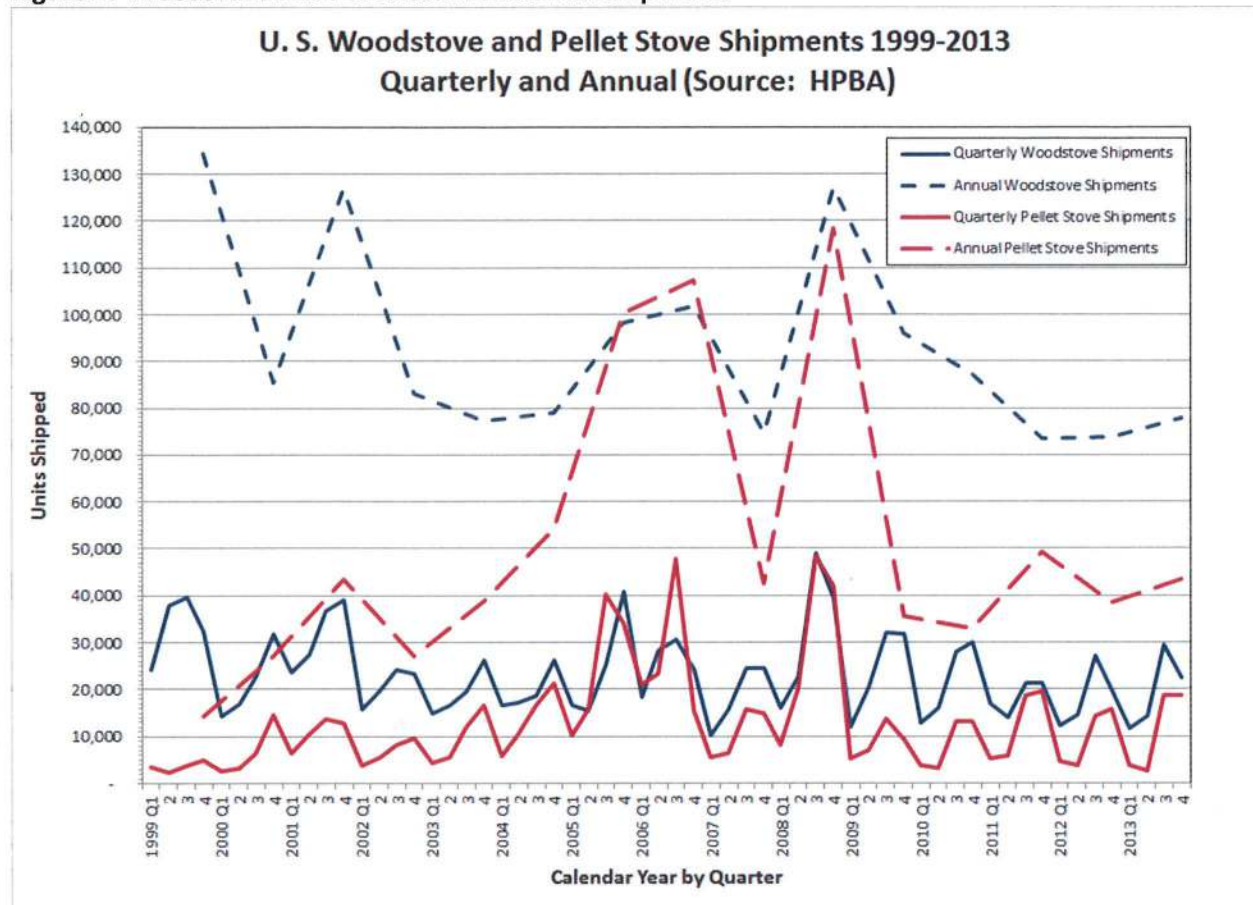 U. S. Woodstove and Pellet Stove Shipments 1999-2013
Quarterly and Annual (Source: HPBA)
140,000
130,000
120,000
110,000
100,000
90,000
80,000
70,000
60,000
50,000
40,000
30,000
20,000
10,000
-
Units Shipped
Quarterly Woodstove Shipments
Annual Woodstove Shipments
Quarterly Pellet Stove Shipments
Annual Pellet Stove Shipments
1999 Q1
2
3
4
2000 Q1
2
3
4
2001 Q1
2
3
4
2002 Q1
2
3
4
2003 Q1
2
3
4
2004 Q1
2
3
4
2005 Q1
2
3
4
2006 Q1
2
3
4
2007 Q1
2
3
4
2008 Q1
2
3
4
2009 Q1
2
3
4
2010 Q1
2
3
4
2011 Q1
2
3
4
2012 Q1
2
3
4
2013 Q1
2
3
4
Calendar Year by Quarter